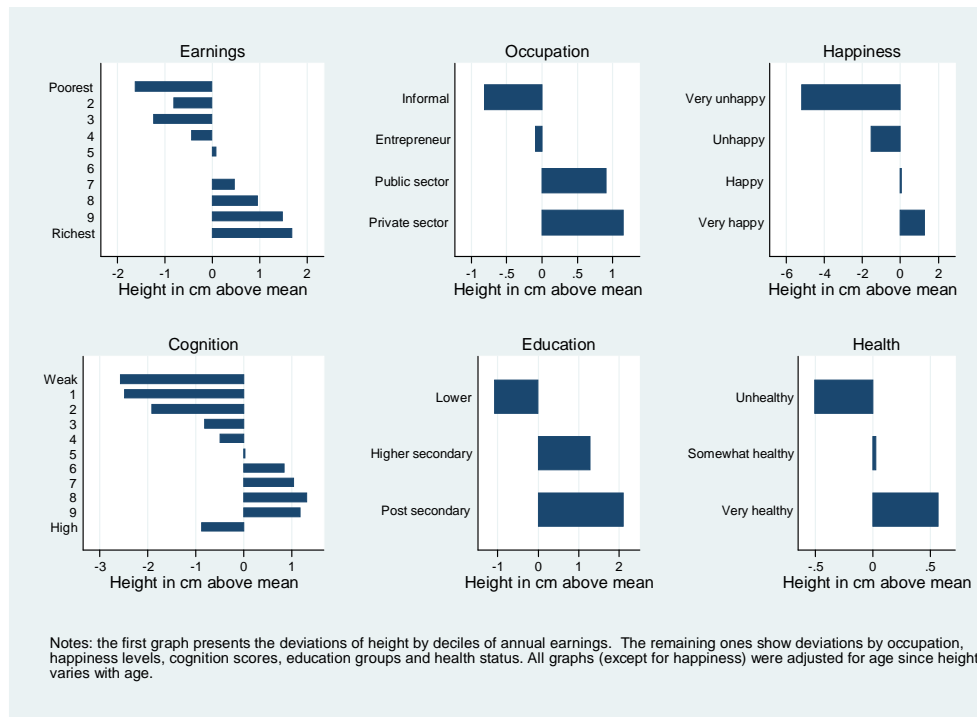 Earnings
Poorest
2
3
4
5
6
7
8
9
Richest
-2 -1 0 1 2
Height in cm above mean
Occupation
Informal
Entrepreneur
Public sector
Private sector
-1 -.5 0 .5 1
Height in cm above mean
Happiness
Very unhappy
Unhappy
Happy
Very happy
-6 -4 -2 0 2
Height in cm above mean
Cognition
Weak
1
2
3
4
5
6
7
8
9
High
-3 -2 -1 0 1
Height in cm above mean
Education
Lower
Higher secondary
Post secondary
-1 0 1 2
Height in cm above mean
Health
Unhealthy
Somewhat healthy
Very healthy
-.5 0 .5
Height in cm above mean
Notes: the first graph presents the deviations of height by deciles of annual earnings. The remaining ones show deviations by occupation,
happiness levels, cognition scores, education groups and health status. All graphs (except for happiness) were adjusted for age since height
varies with age.